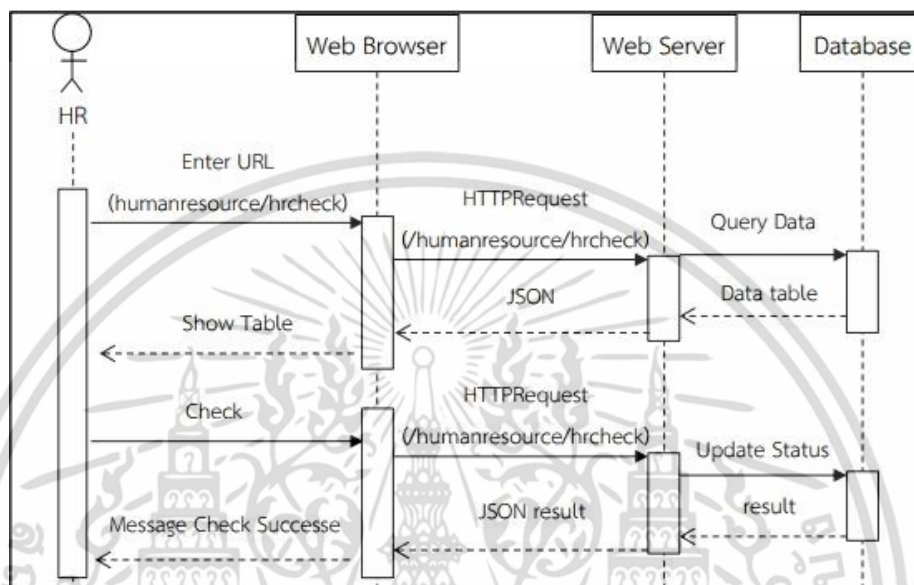 Web Browser
Web Server
Database
HR
Enter URL
(humanresource/hrcheck)
HTTPRequest
(/humanresource/hrcheck)
Query Data
JSON
Data table
Show Table
Check
HTTPRequest
(/humanresource/hrcheck)
Update Status
JSON result
result
Message Check Successe